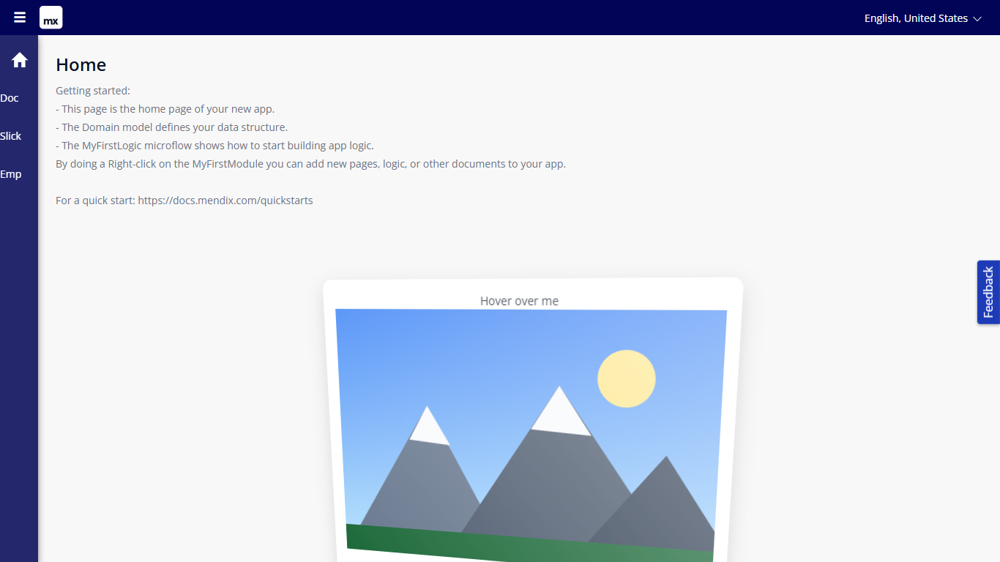 mx
English, United States
Home
Getting started:
- This page is the home page of your new app.
- The Domain model defines your data structure.
- The MyFirstLogic microflow shows how to start building app logic.
By doing a Right-click on the MyFirstModule you can add new pages, logic, or other documents to your app.
For a quick start: https://docs.mendix.com/quickstarts
Doc
Slick
Emp
Hover over me
Feedback